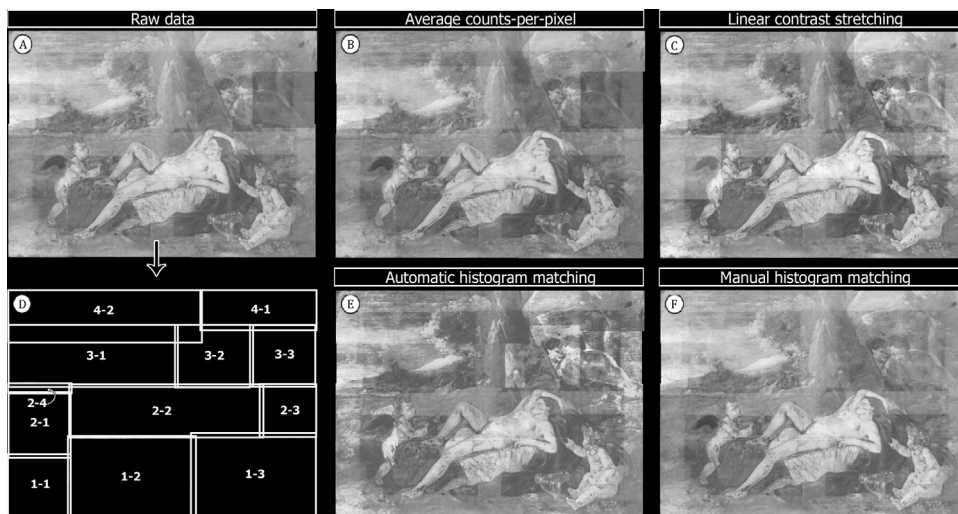 Raw data
Average counts-per-pixel
Linear contrast stretching
A
B
C
Automatic histogram matching
Manual histogram matching
D
E
F
4-2
4-1
3-1
3-2
3-3
2-4
2-1
2-2
2-3
1-1
1-2
1-3